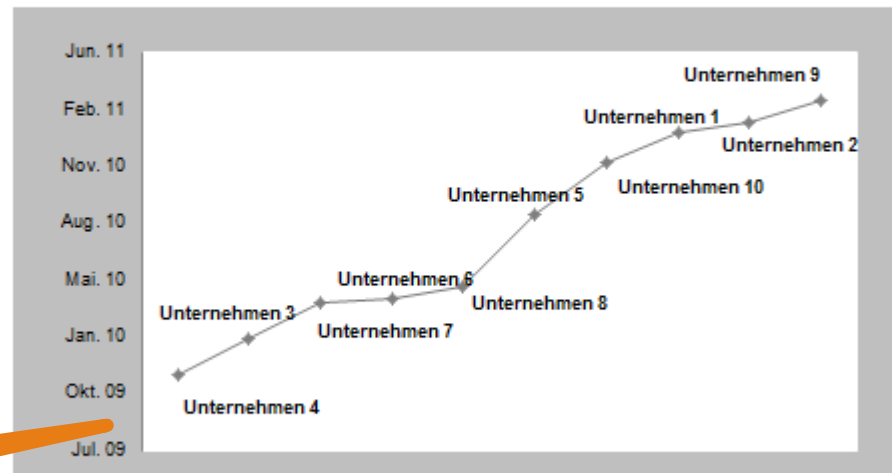 Jun. 11
Unternehmen 9
Feb. 11
Unternehmen 1
Unternehmen 2
Nov. 10
Unternehmen 10
Unternehmen 5
Aug. 10
Mai. 10
Unternehmen 6
Unternehmen 8
Unternehmen 3
Unternehmen 7
Jan. 10
Okt. 09
Unternehmen 4
Jul. 09